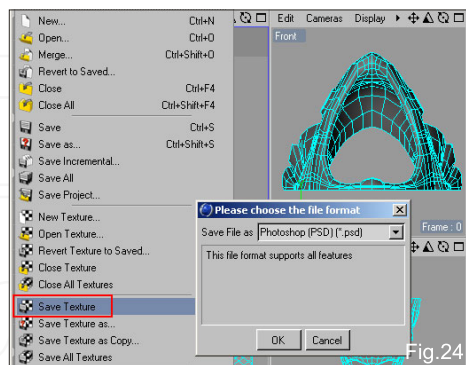 New... Ctrl+N
Open... Ctrl+O
Merge... Ctrl+Shift+O
Revert to Saved...
Close Ctrl+F4
Close All Ctrl+Shift+F4
Save Ctrl+S
Save as... Ctrl+Shift+S
Save Incremental...
Save All
Save Project...
New Texture...
Open Texture...
Revert Texture to Saved...
Close Texture
Close All Textures
Save Texture
Save Texture as...
Save Texture as Copy...
Save All Textures
Edit Cameras Display
Front
Frame : 0
Please choose the file format
Save File as Photoshop (PSD) (*.psd)
This file format supports all features
OK Cancel
Fig.24